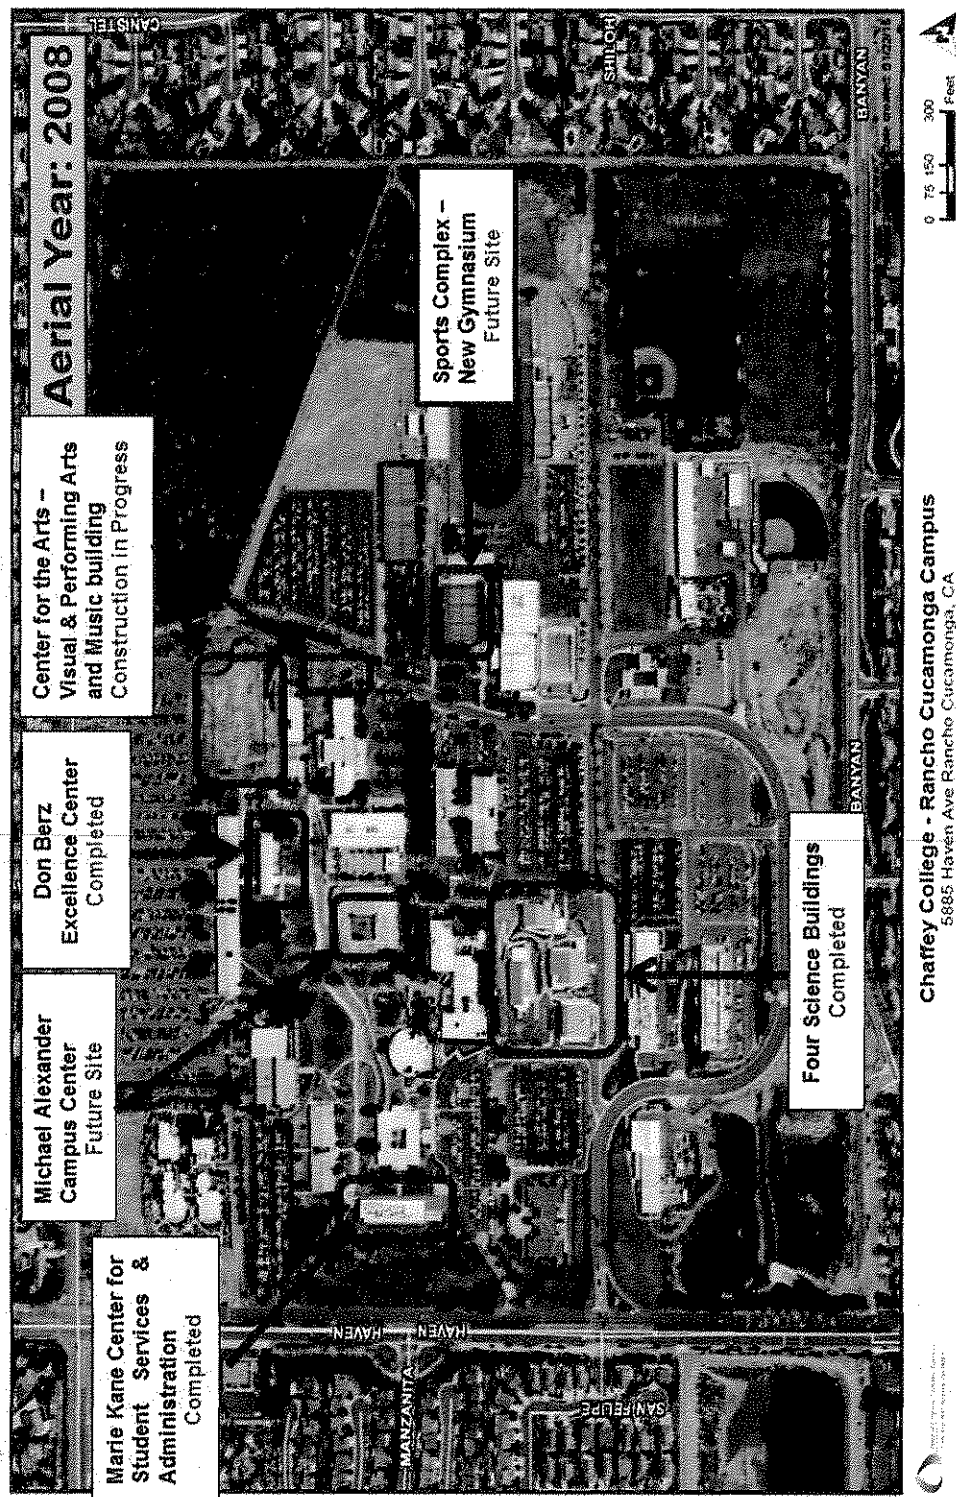 Aerial Year: 2008
CANISTEL
SHILOH
BANYAN
Marie Kane Center for
Student Services &
Administration
Completed
Michael Alexander
Campus Center
Future Site
Don Berz
Excellence Center
Completed
Center for the Arts –
Visual & Performing Arts
and Music building
Construction In Progress
Sports Complex –
New Gymnasium
Future Site
HAVEN
HAVEN
MANZANITA
SAN FELIPE
Four Science Buildings
Completed
BANYAN
Chaffey College - Rancho Cucamonga Campus
5885 Haven Ave Rancho Cucamonga, CA
0 75 150 300
Feet